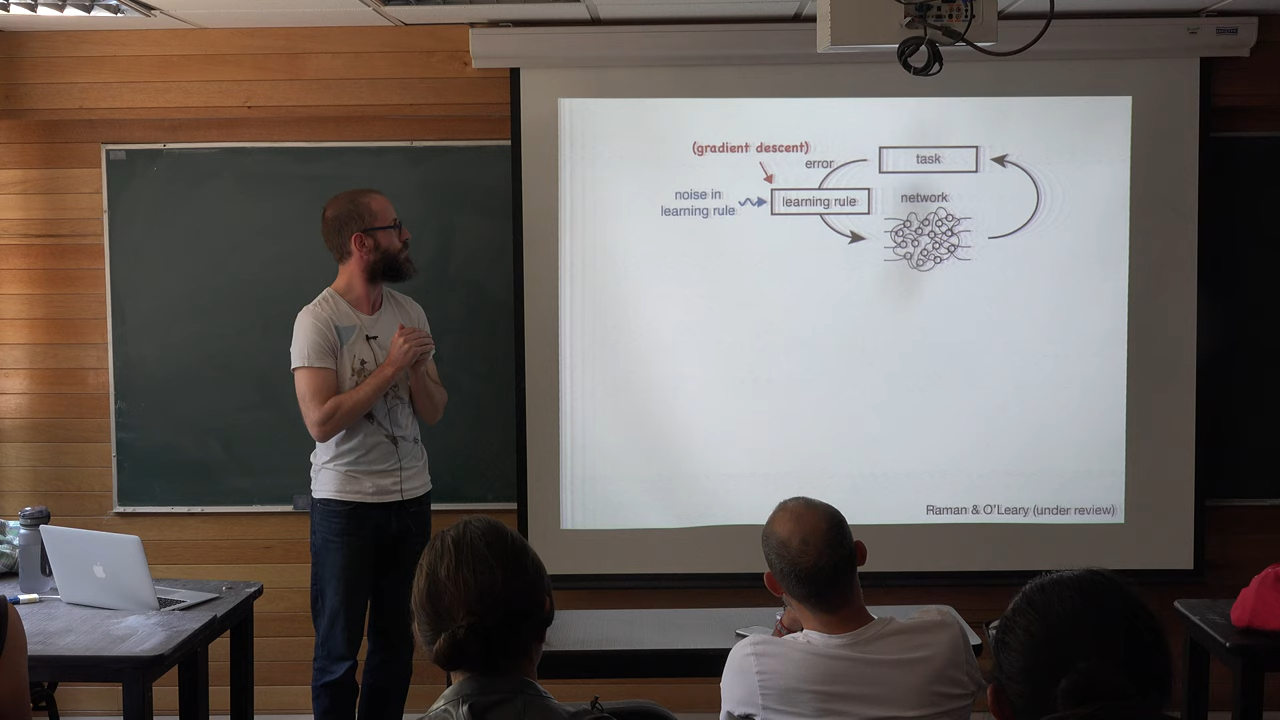 (gradient descent)
error
task
noise in
learning rule
learning rule
network
Raman & O'Leary (under review)